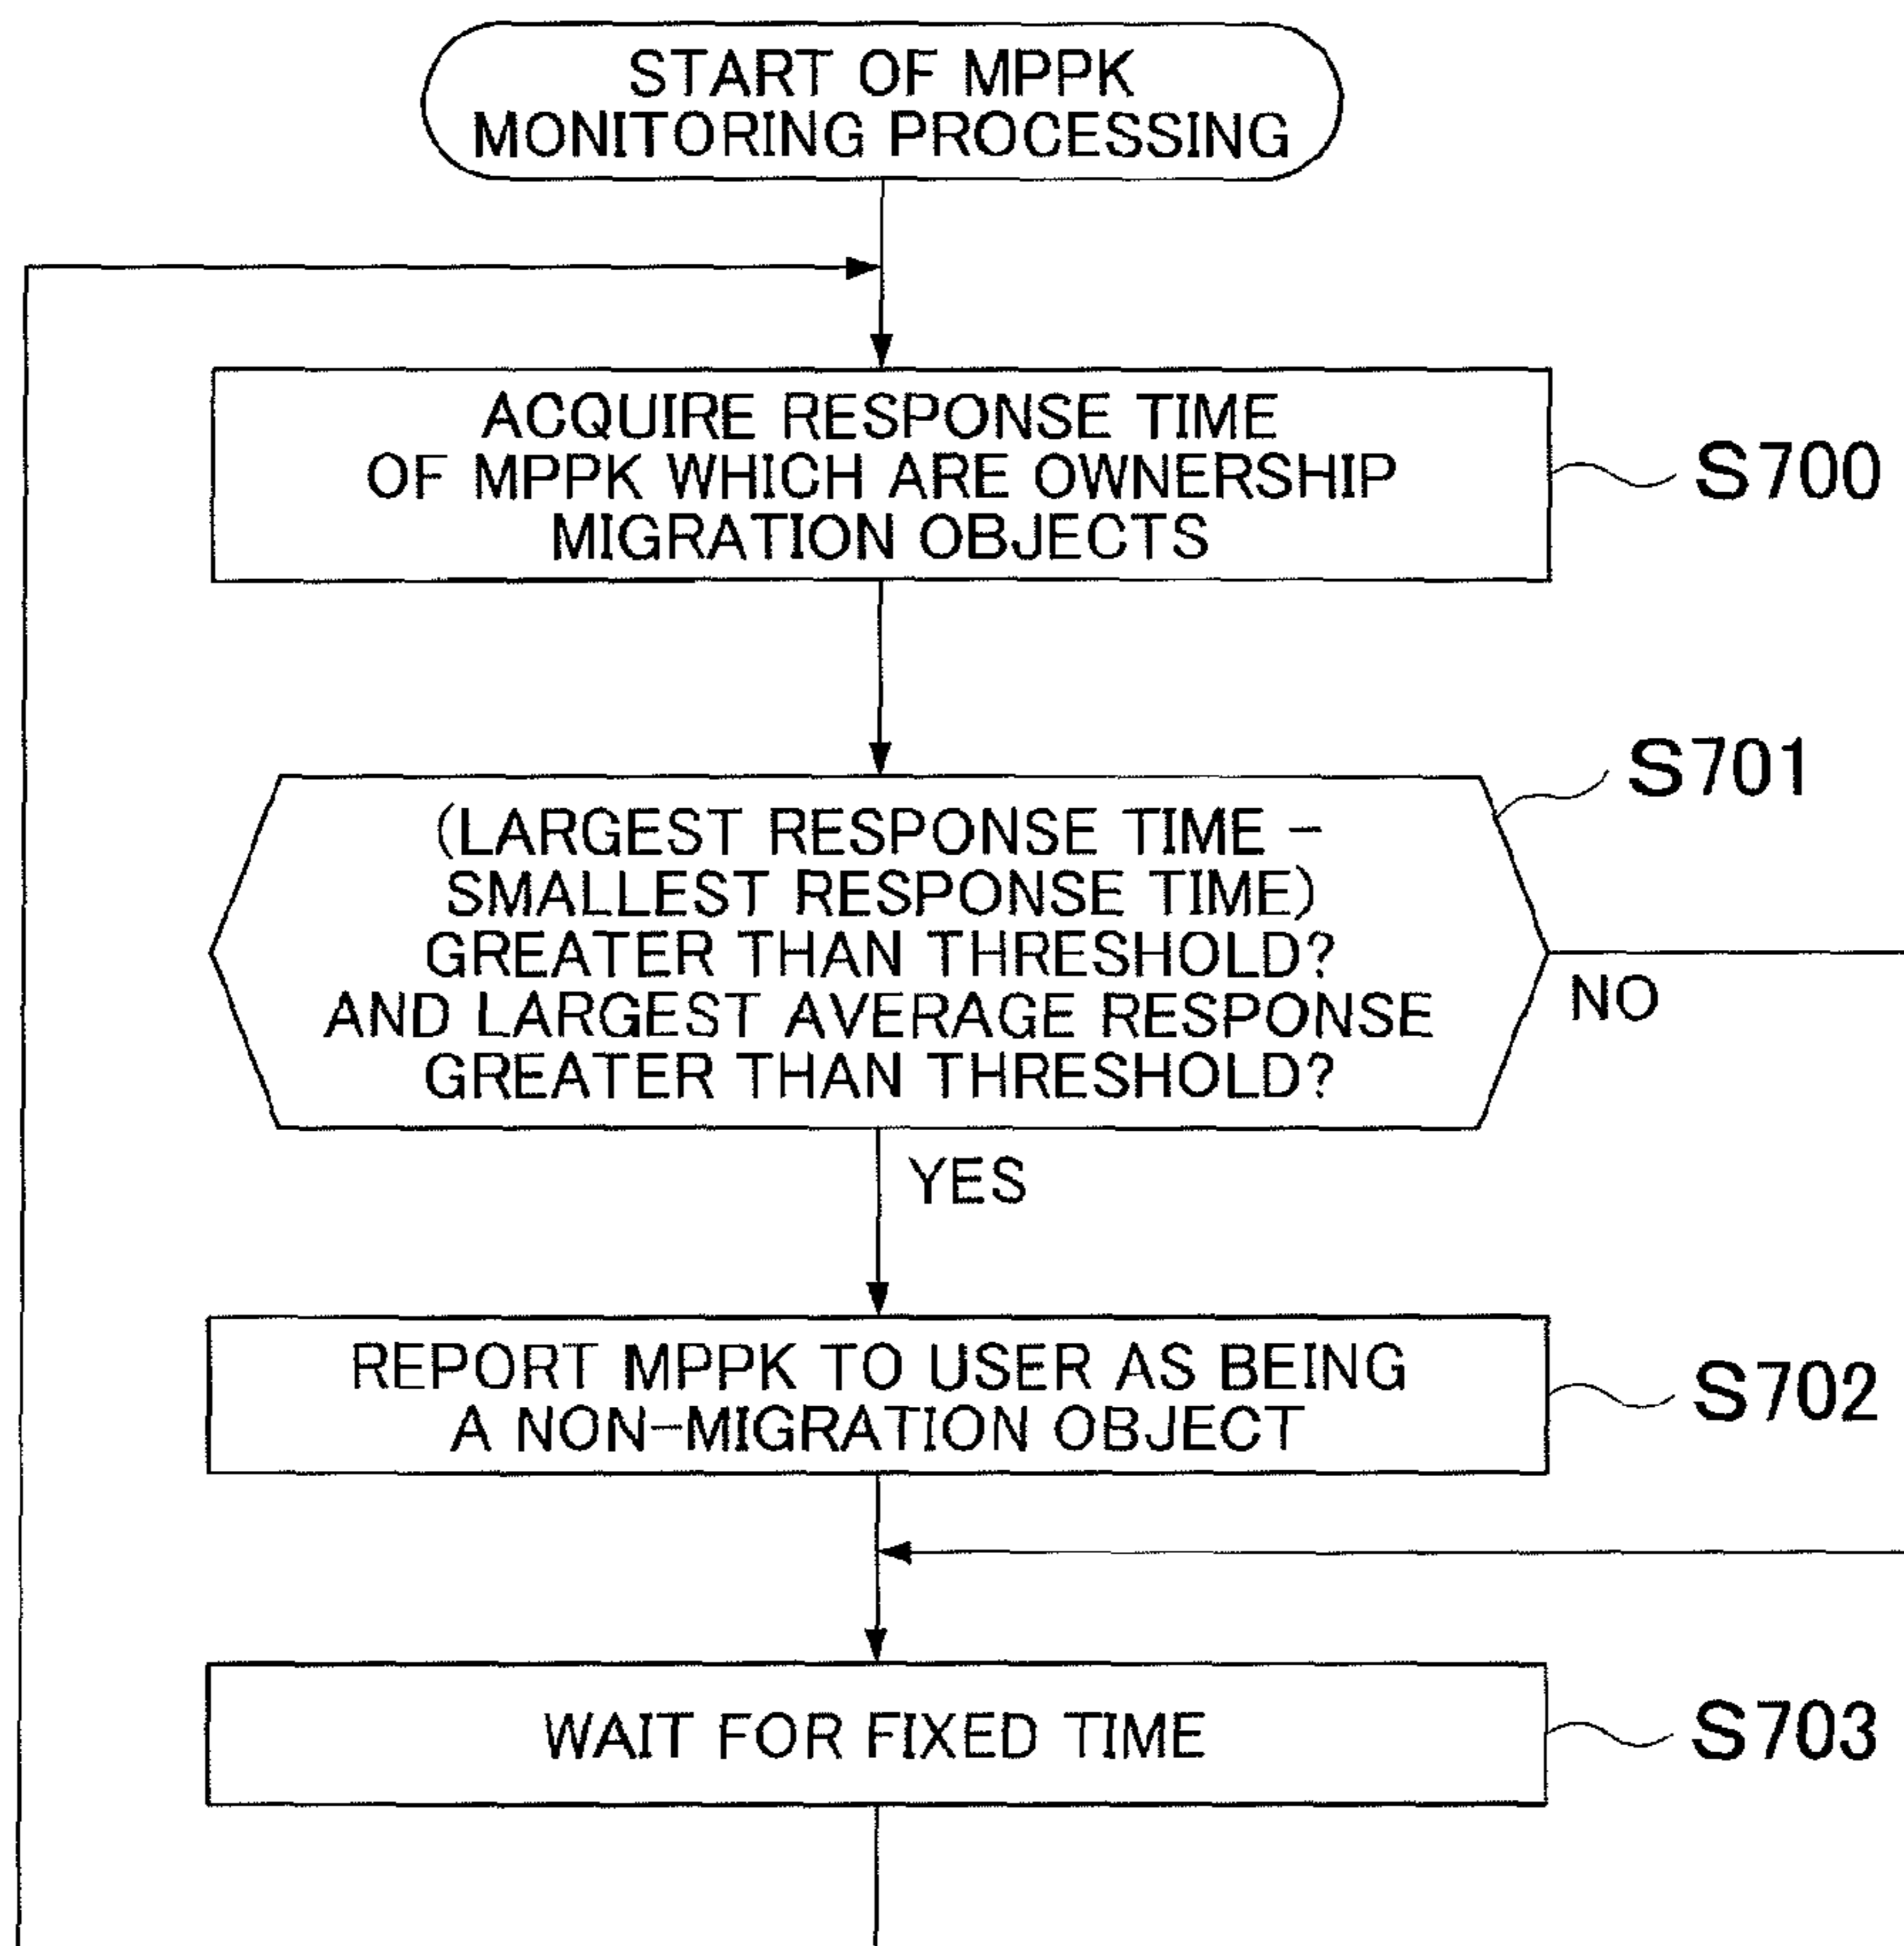 START OF MPPK
MONITORING PROCESSING
ACQUIRE RESPONSE TIME
OF MPPK WHICH ARE OWNERSHIP
MIGRATION OBJECTS
S700
S701
(LARGEST RESPONSE TIME -
SMALLEST RESPONSE TIME)
GREATER THAN THRESHOLD?
AND LARGEST AVERAGE RESPONSE
GREATER THAN THRESHOLD?
NO
YES
REPORT MPPK TO USER AS BEING
A NON-MIGRATION OBJECT
S702
WAIT FOR FIXED TIME
S703